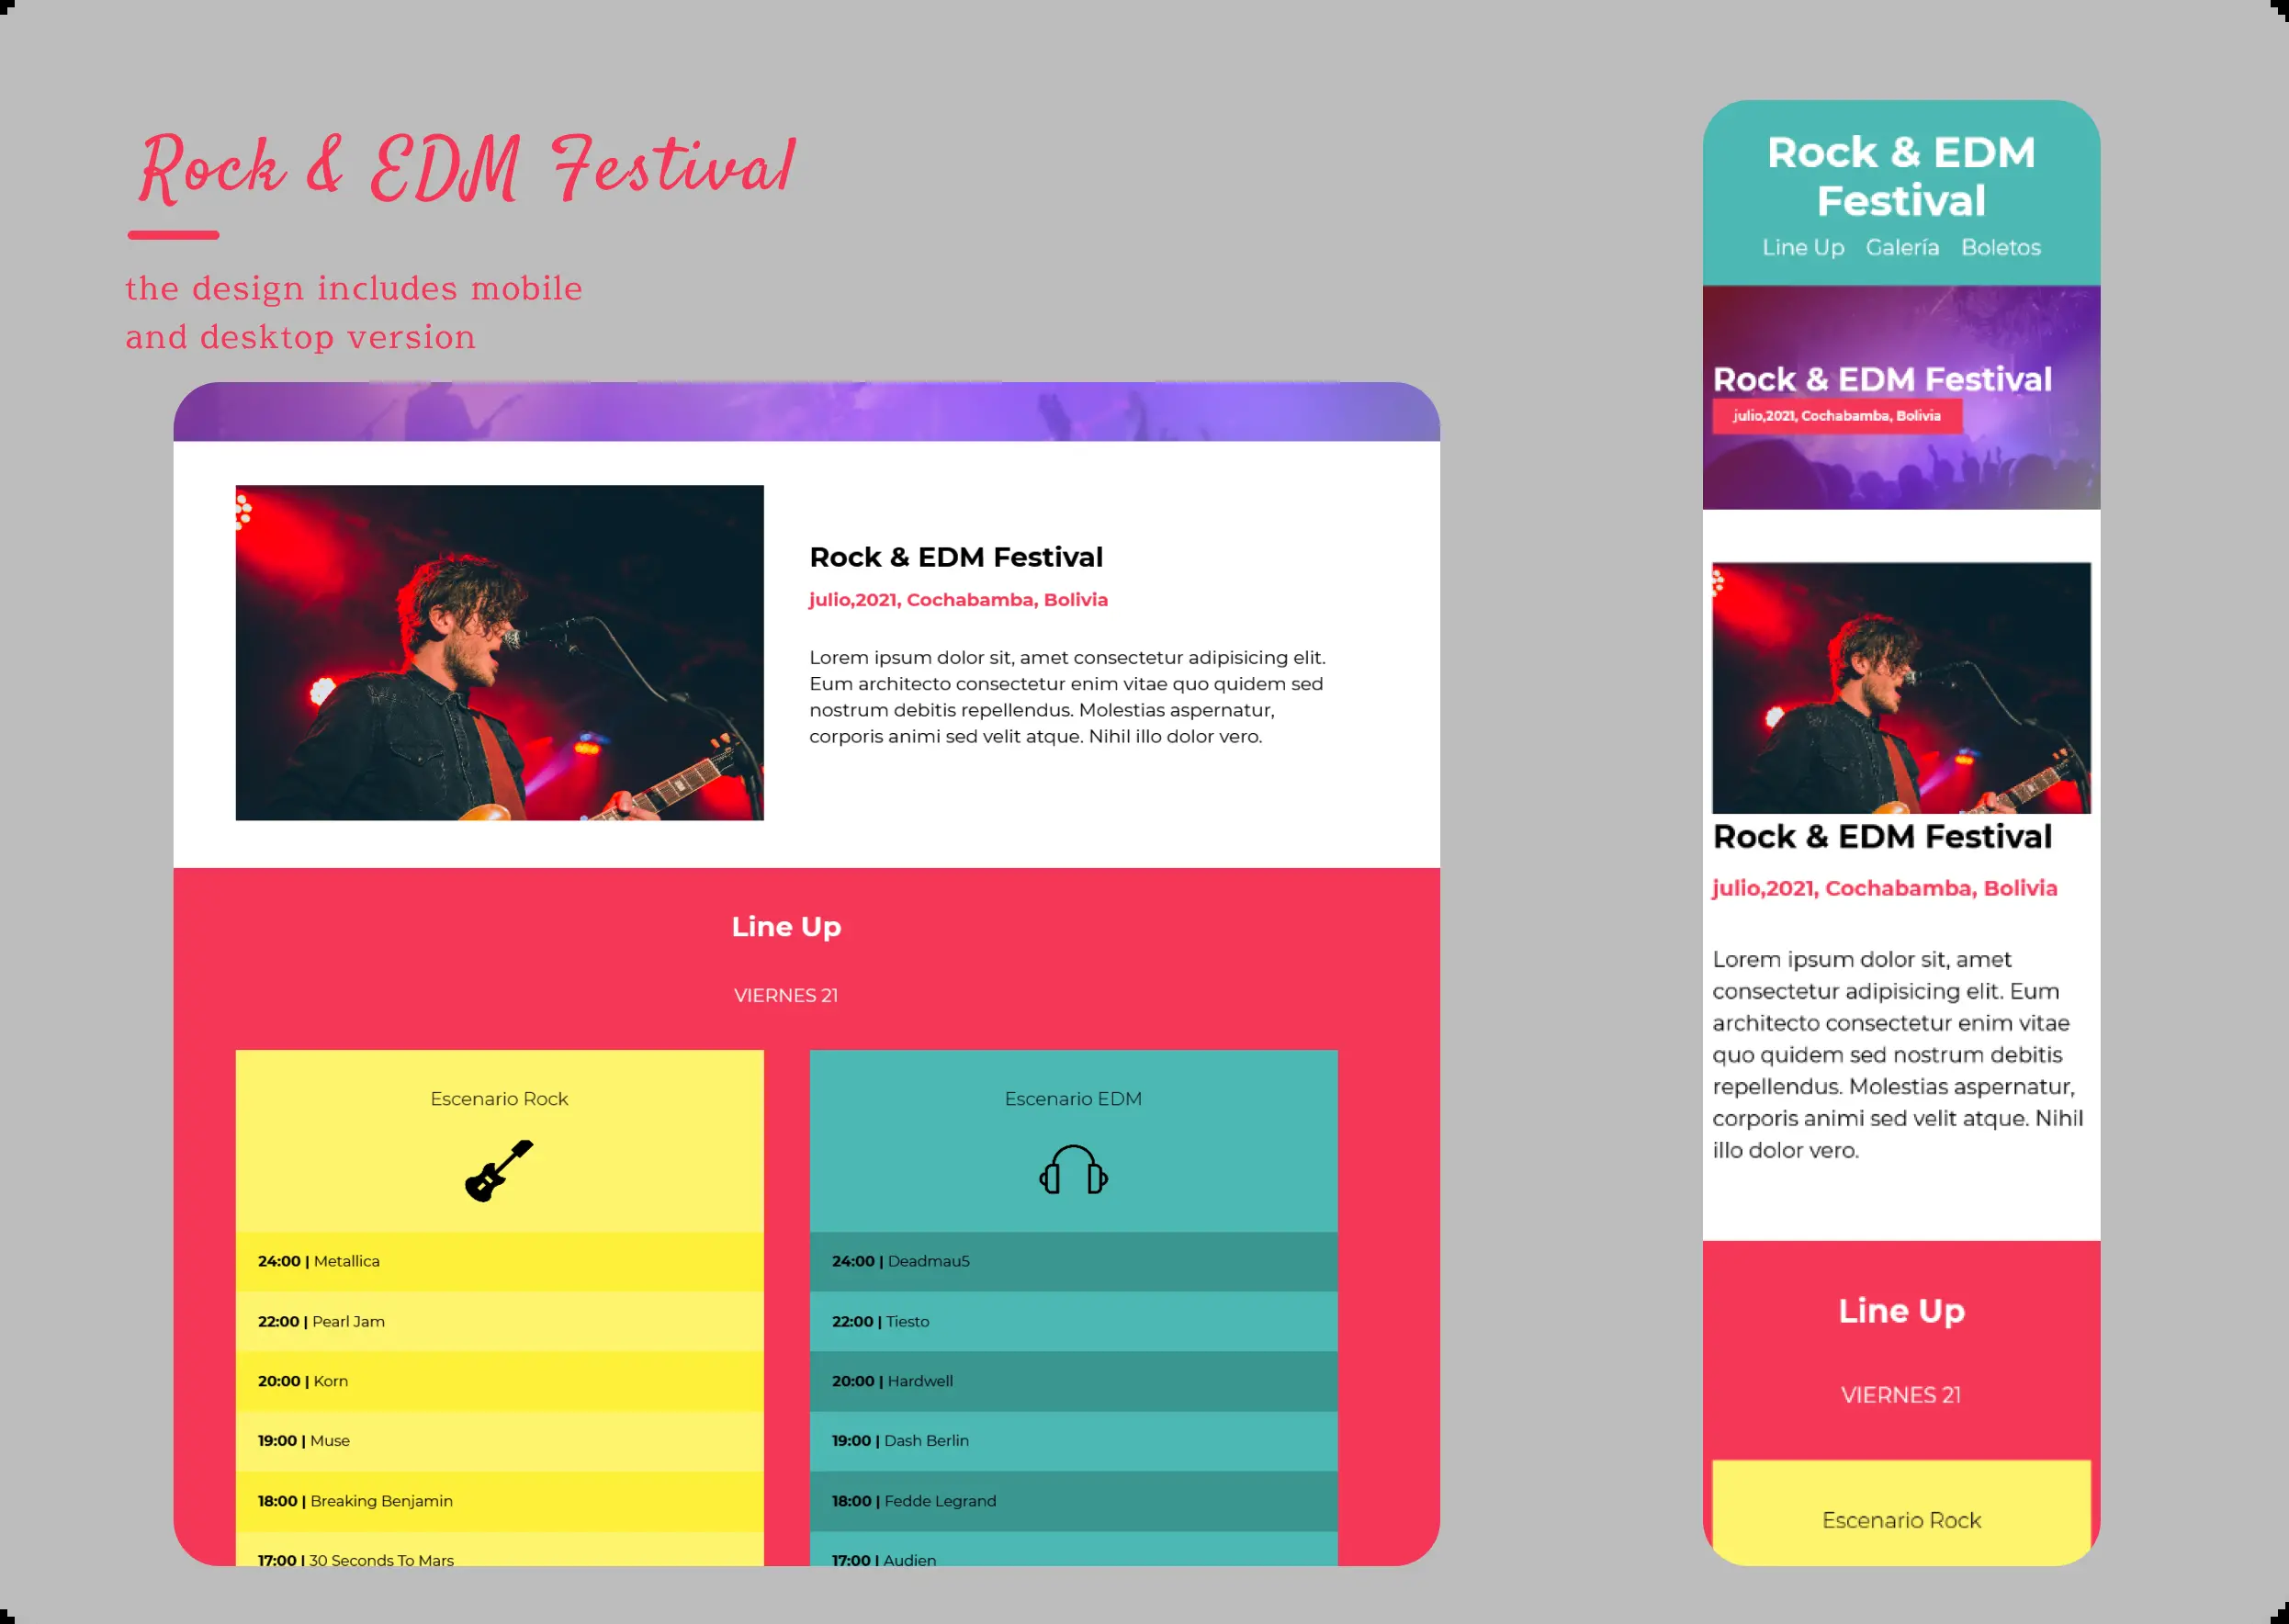 Rock & EDM Festival
the design includes mobile
and desktop version
Rock & EDM Festival
julio,2021, Cochabamba, Bolivia
Lorem ipsum dolor sit, amet consectetur adipisicing elit.
Eum architecto consectetur enim vitae quo quidem sed
nostrum debitis repellendus. Molestias aspernatur,
corporis animi sed velit atque. Nihil illo dolor vero.
Line Up
VIERNES 21
Escenario Rock
24:00 | Metallica
22:00 | Pearl Jam
20:00 | Korn
19:00 | Muse
18:00 | Breaking Benjamin
17:00 | 30 Seconds To Mars
Escenario EDM
24:00 | Deadmau5
22:00 | Tiesto
20:00 | Hardwell
19:00 | Dash Berlin
18:00 | Fedde Legrand
17:00 | Audien
Rock & EDM
Festival
Line Up Galería Boletos
Rock & EDM Festival
julio,2021, Cochabamba, Bolivia
Rock & EDM Festival
julio,2021, Cochabamba, Bolivia
Lorem ipsum dolor sit, amet
consectetur adipisicing elit. Eum
architecto consectetur enim vitae
quo quidem sed nostrum debitis
repellendus. Molestias aspernatur,
corporis animi sed velit atque. Nihil
illo dolor vero.
Line Up
VIERNES 21
Escenario Rock